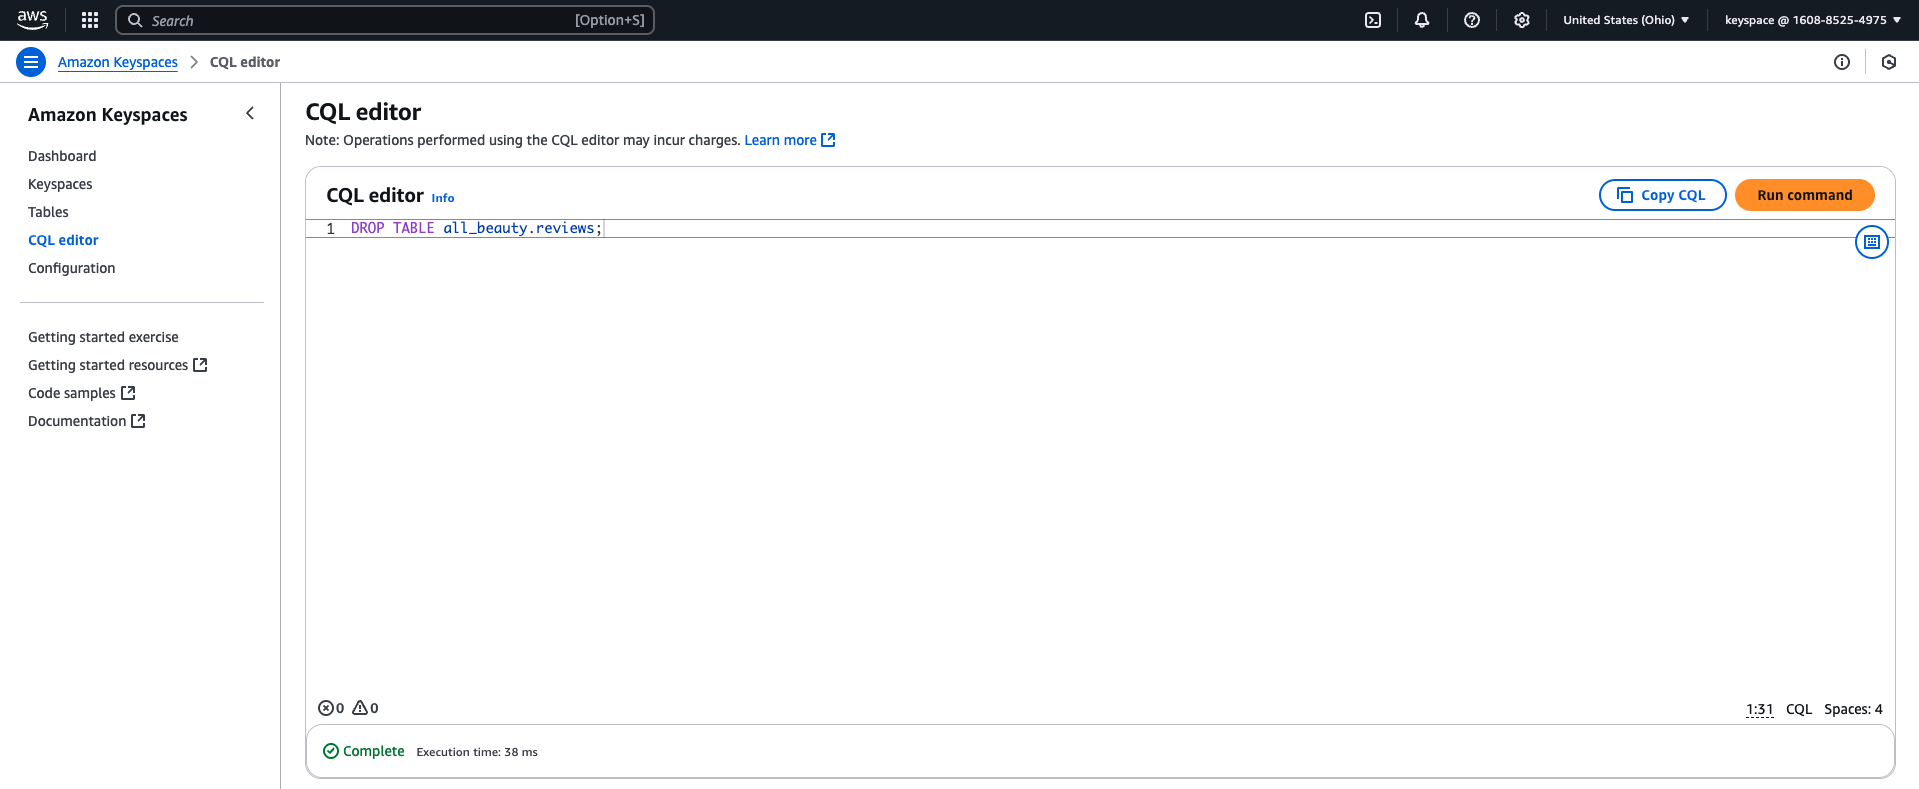 aws
Search [Option+S]
United States (Ohio)
keyspace @ 1608-8525-4975
Amazon Keyspaces
CQL editor
Amazon Keyspaces
Dashboard
Keyspaces
Tables
CQL editor
Configuration
Getting started exercise
Getting started resources
Code samples
Documentation
CQL editor
Note: Operations performed using the CQL editor may incur charges. Learn more
CQL editor Info
Copy CQL
Run command
1 DROP TABLE all_beauty.reviews;
0 0
1:31 CQL Spaces: 4
Complete Execution time: 38 ms